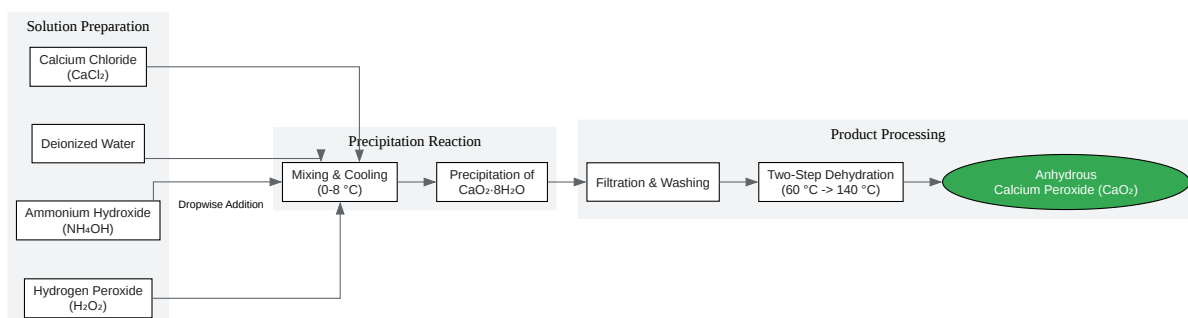 Solution Preparation
Calcium Chloride
(CaCl₂)
Deionized Water
Ammonium Hydroxide
(NH₄OH)
Hydrogen Peroxide
(H₂O₂)
Dropwise Addition
Precipitation Reaction
Mixing & Cooling
(0-8 °C)
Precipitation of
CaO₂·8H₂O
Product Processing
Filtration & Washing
Two-Step Dehydration
(60 °C -> 140 °C)
Anhydrous
Calcium Peroxide (CaO₂)